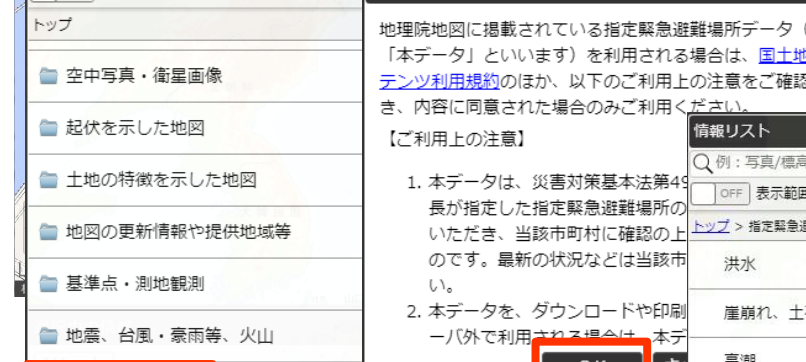 トップ
空中写真・衛星画像
起伏を示した地図
土地の特徴を示した地図
地図の更新情報や提供地域等
基準点・測地観測
地震、台風・豪雨等、火山
地理院地図に掲載されている指定緊急避難場所データ（
「本データ」といいます）を利用される場合は、国土地
テンツ利用規約のほか、以下のご利用上の注意をご確認
き、内容に同意された場合のみご利用ください。
【ご利用上の注意】
1. 本データは、災害対策基本法第49
長が指定した指定緊急避難場所の
いただき、当該市町村に確認の上
のです。最新の状況などは当該市
い。
2. 本データを、ダウンロードや印刷
ーバ外で利用される場合は、本デ
情報リスト
例：写真/標高
OFF 表示範囲
トップ > 指定緊急避
洪水
崖崩れ、土
高潮